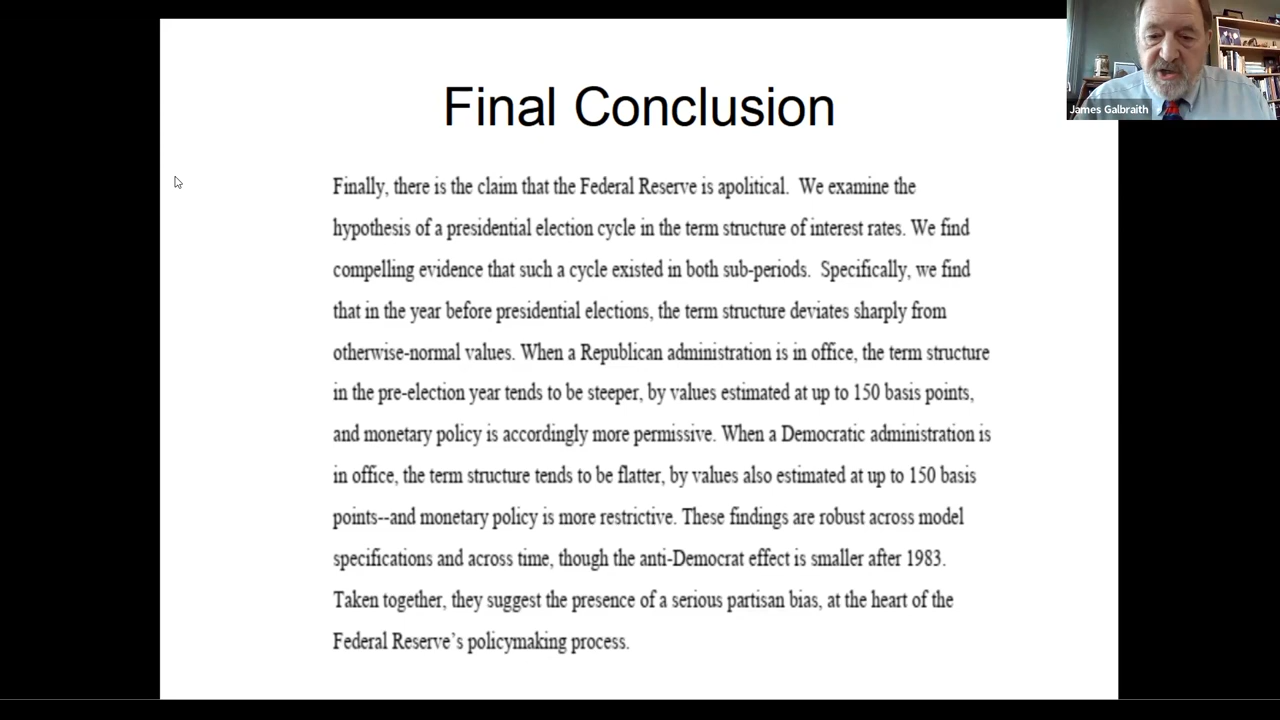 Final Conclusion
James Galbraith
Finally, there is the claim that the Federal Reserve is apolitical.  We examine the
hypothesis of a presidential election cycle in the term structure of interest rates. We find
compelling evidence that such a cycle existed in both sub-periods.  Specifically, we find
that in the year before presidential elections, the term structure deviates sharply from
otherwise-normal values. When a Republican administration is in office, the term structure
in the pre-election year tends to be steeper, by values estimated at up to 150 basis points,
and monetary policy is accordingly more permissive. When a Democratic administration is
in office, the term structure tends to be flatter, by values also estimated at up to 150 basis
points--and monetary policy is more restrictive. These findings are robust across model
specifications and across time, though the anti-Democrat effect is smaller after 1983.
Taken together, they suggest the presence of a serious partisan bias, at the heart of the
Federal Reserve’s policymaking process.